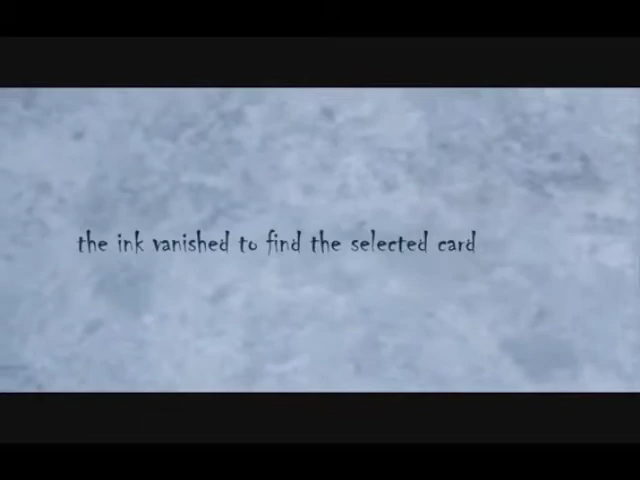 the ink vanished to find the selected card